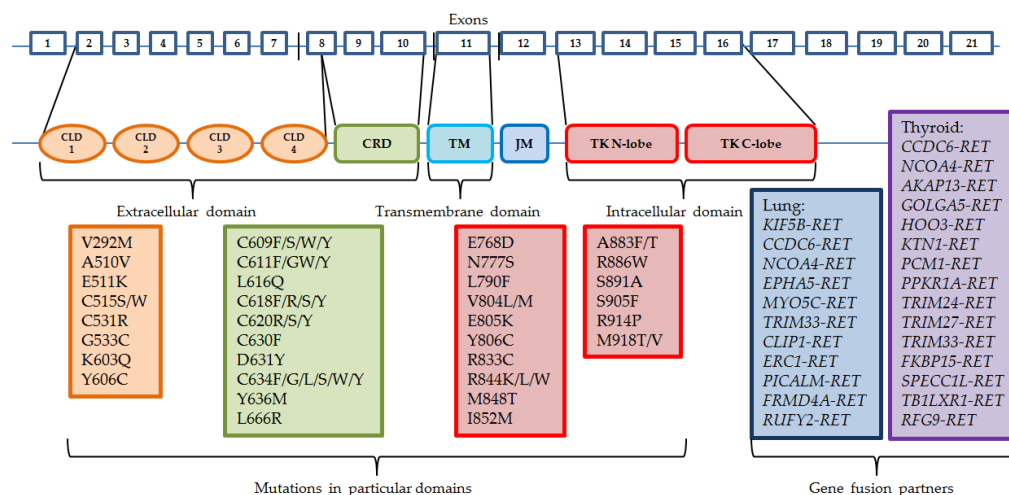 Exons
1 2 3 4 5 6 7 8 9 10 11 12 13 14 15 16 17 18 19 20 21
CLD
1
CLD
2
CLD
3
CLD
4
CRD
TM
JM
TKN-lobe
TKC-lobe
Extracellular domain
Transmembrane domain
Intracellular domain
V292M
A510V
E511K
C515S/W
C531R
G533C
K603Q
Y606C
C609F/S/W/Y
C611F/GW/Y
L616Q
C618F/R/S/Y
C620R/S/Y
C630F
D631Y
C634F/G/L/S/W/Y
Y636M
L666R
E768D
N777S
L790F
V804L/M
E805K
Y806C
R833C
R844K/L/W
M848T
I852M
A883F/T
R886W
S891A
S905F
R914P
M918T/V
Lung:
KIF5B-RET
CCDC6-RET
NCOA4-RET
EPHA5-RET
MYO5C-RET
TRIM33-RET
CLIP1-RET
ERC1-RET
PICALM-RET
FRMD4A-RET
RUFY2-RET
Thyroid:
CCDC6-RET
NCOA4-RET
AKAP13-RET
GOLGA5-RET
HOO3-RET
KTN1-RET
PCM1-RET
PPKR1A-RET
TRIM24-RET
TRIM27-RET
TRIM33-RET
FKBP15-RET
SPECC1L-RET
TB1LXR1-RET
RFG9-RET
Mutations in particular domains
Gene fusion partners